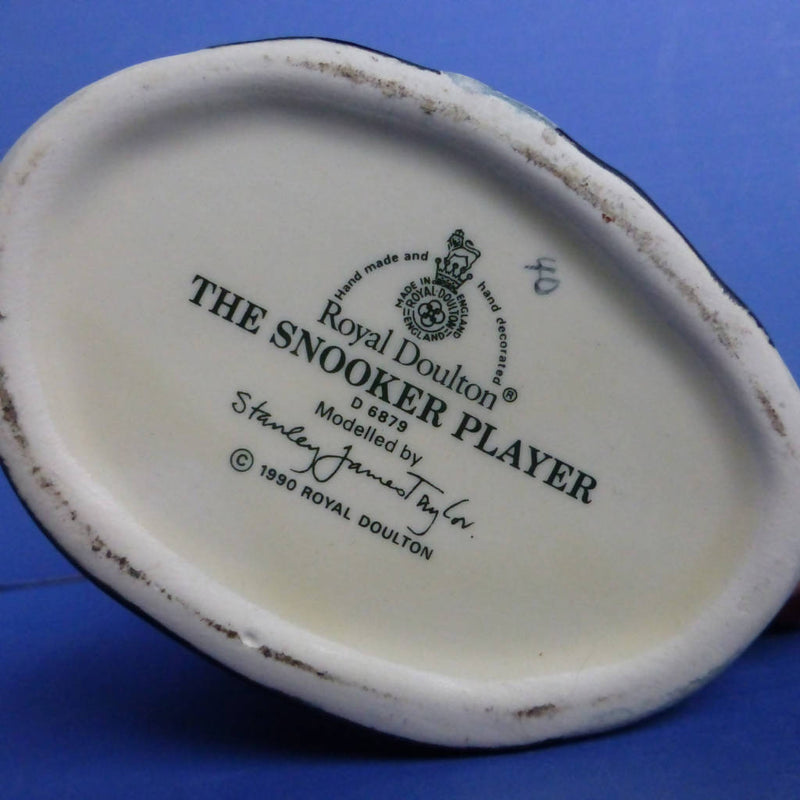 Hand made and hand decorated
MADE IN ENGLAND
ROYAL DOULTON
ENGLAND
Royal Doulton®
THE SNOOKER PLAYER
D 6879
Modelled by
Stanley James Taylor.
© 1990 ROYAL DOULTON
40